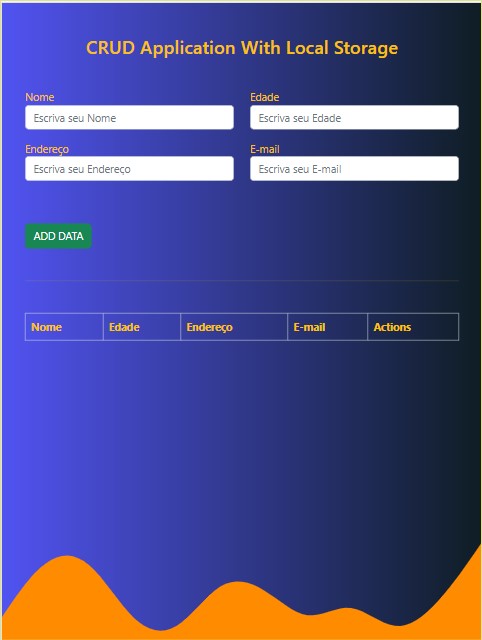 CRUD Application With Local Storage
Nome Edade
Escriva seu Nome Escriva seu Edade
Endereço E-mail
Escriva seu Endereço Escriva seu E-mail
ADD DATA
Nome Edade Endereço E-mail Actions